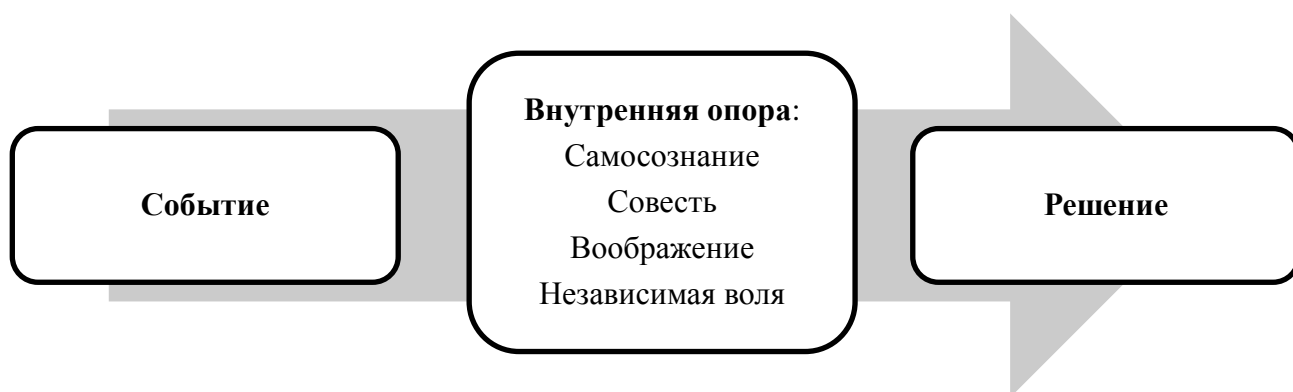 Событие
Внутренняя опора:
Самосознание
Совесть
Воображение
Независимая воля
Решение